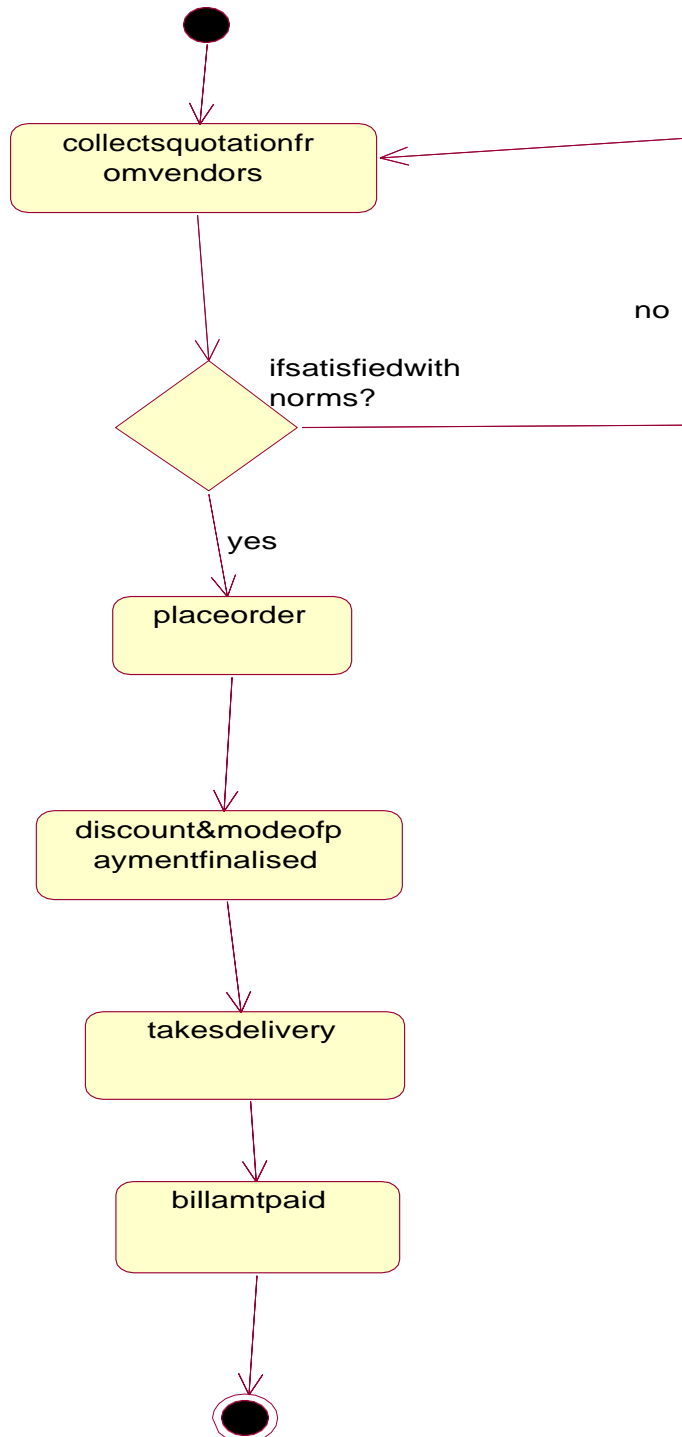 collectsquotationfr
omvendors
no
ifsatisfiedwith
norms?
yes
placeorder
discount&modeofp
aymentfinalised
takesdelivery
billamtpaid